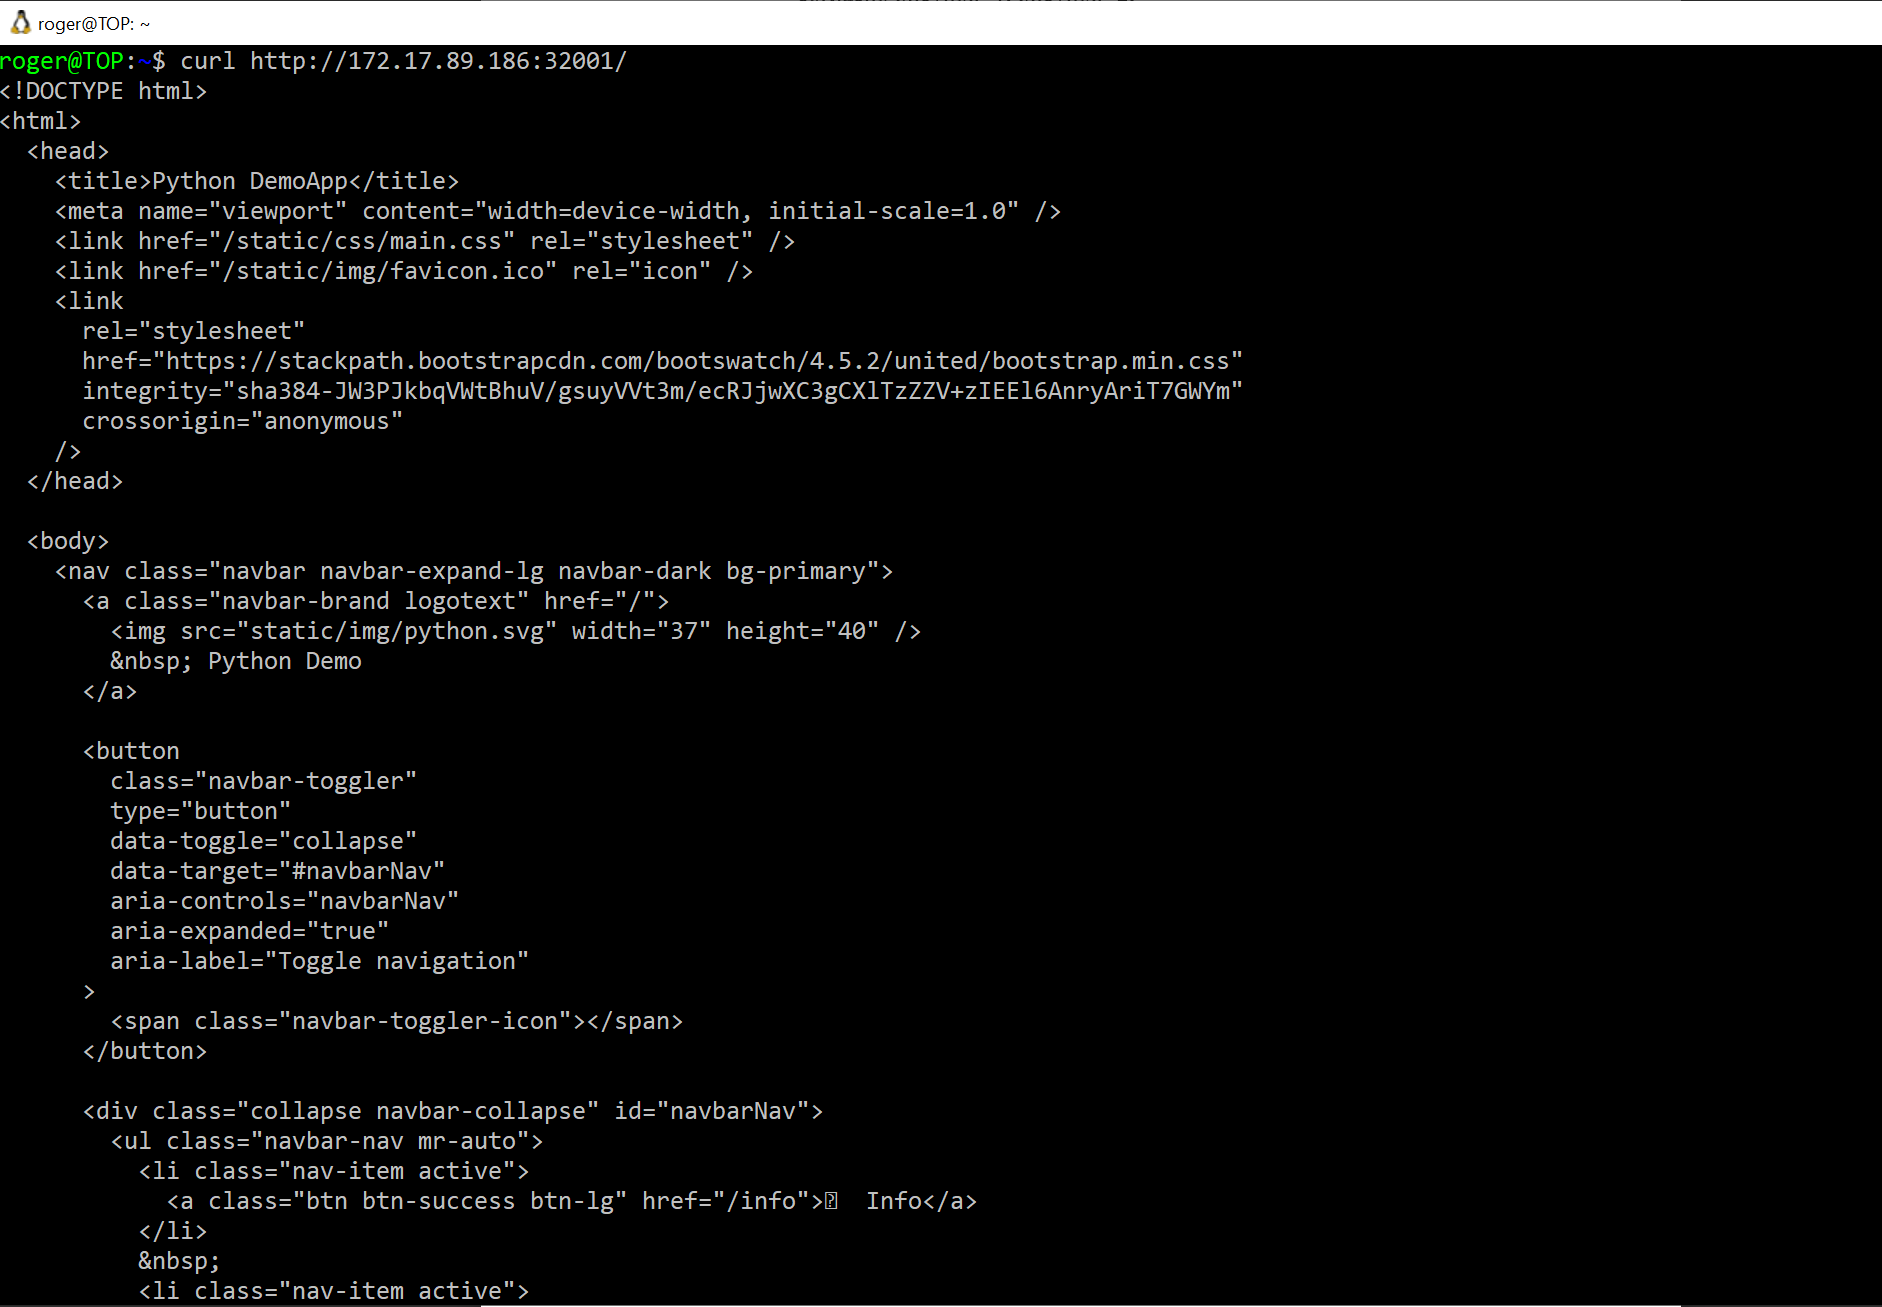 roger@TOP: ~
roger@TOP:~$ curl http://172.17.89.186:32001/
<!DOCTYPE html>
<html>
  <head>
    <title>Python DemoApp</title>
    <meta name="viewport" content="width=device-width, initial-scale=1.0" />
    <link href="/static/css/main.css" rel="stylesheet" />
    <link href="/static/img/favicon.ico" rel="icon" />
    <link
      rel="stylesheet"
      href="https://stackpath.bootstrapcdn.com/bootswatch/4.5.2/united/bootstrap.min.css"
      integrity="sha384-JW3PJkbqVWtBhuV/gsuyVVt3m/ecRJjwXC3gCXlTzZZV+zIEEl6AnryAriT7GWYm"
      crossorigin="anonymous"
    />
  </head>

  <body>
    <nav class="navbar navbar-expand-lg navbar-dark bg-primary">
      <a class="navbar-brand logotext" href="/">
        <img src="static/img/python.svg" width="37" height="40" />
        &nbsp; Python Demo
      </a>

      <button
        class="navbar-toggler"
        type="button"
        data-toggle="collapse"
        data-target="#navbarNav"
        aria-controls="navbarNav"
        aria-expanded="true"
        aria-label="Toggle navigation"
      >
        <span class="navbar-toggler-icon"></span>
      </button>

      <div class="collapse navbar-collapse" id="navbarNav">
        <ul class="navbar-nav mr-auto">
          <li class="nav-item active">
            <a class="btn btn-success btn-lg" href="/info">  Info</a>
          </li>
          &nbsp;
          <li class="nav-item active">